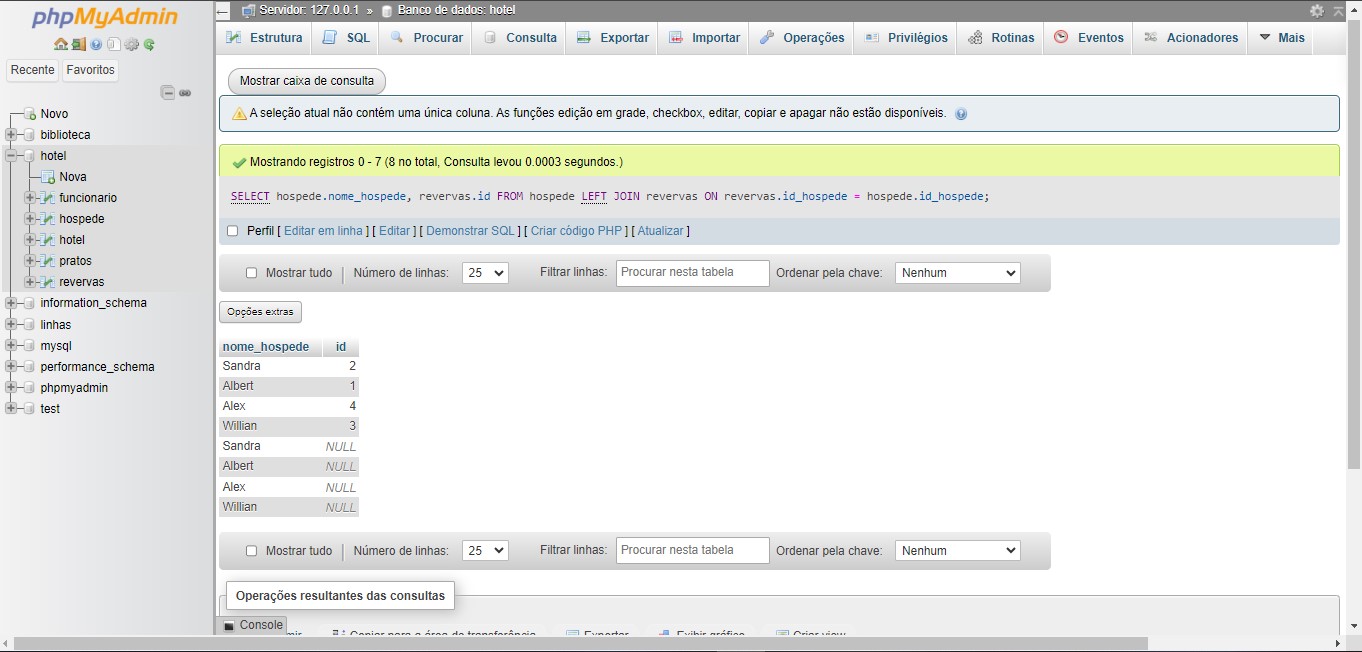 phpMyAdmin
Recente Favoritos
Novo
biblioteca
hotel
Nova
funcionario
hospede
hotel
pratos
revervas
information_schema
linhas
mysql
performance_schema
phpmyadmin
test
Servidor: 127.0.0.1 » Banco de dados: hotel
Estrutura SQL Procurar Consulta Exportar Importar Operações Privilégios Rotinas Eventos Acionadores Mais
Mostrar caixa de consulta
A seleção atual não contém uma única coluna. As funções edição em grade, checkbox, editar, copiar e apagar não estão disponíveis.
Mostrando registros 0 - 7 (8 no total, Consulta levou 0.0003 segundos.)
SELECT hospede.nome_hospede, revervas.id FROM hospede LEFT JOIN revervas ON revervas.id_hospede = hospede.id_hospede;
Perfil [ Editar em linha ] [ Editar ] [ Demonstrar SQL ] [ Criar código PHP ] [ Atualizar ]
Mostrar tudo | Número de linhas: 25 Filtrar linhas: Procurar nesta tabela Ordenar pela chave: Nenhum
Opções extras
nome_hospede id
Sandra 2
Albert 1
Alex 4
Willian 3
Sandra NULL
Albert NULL
Alex NULL
Willian NULL
Mostrar tudo | Número de linhas: 25 Filtrar linhas: Procurar nesta tabela Ordenar pela chave: Nenhum
Operações resultantes das consultas
Console
Copiar para a área de transferência Exportar Exibir gráfico Criar view